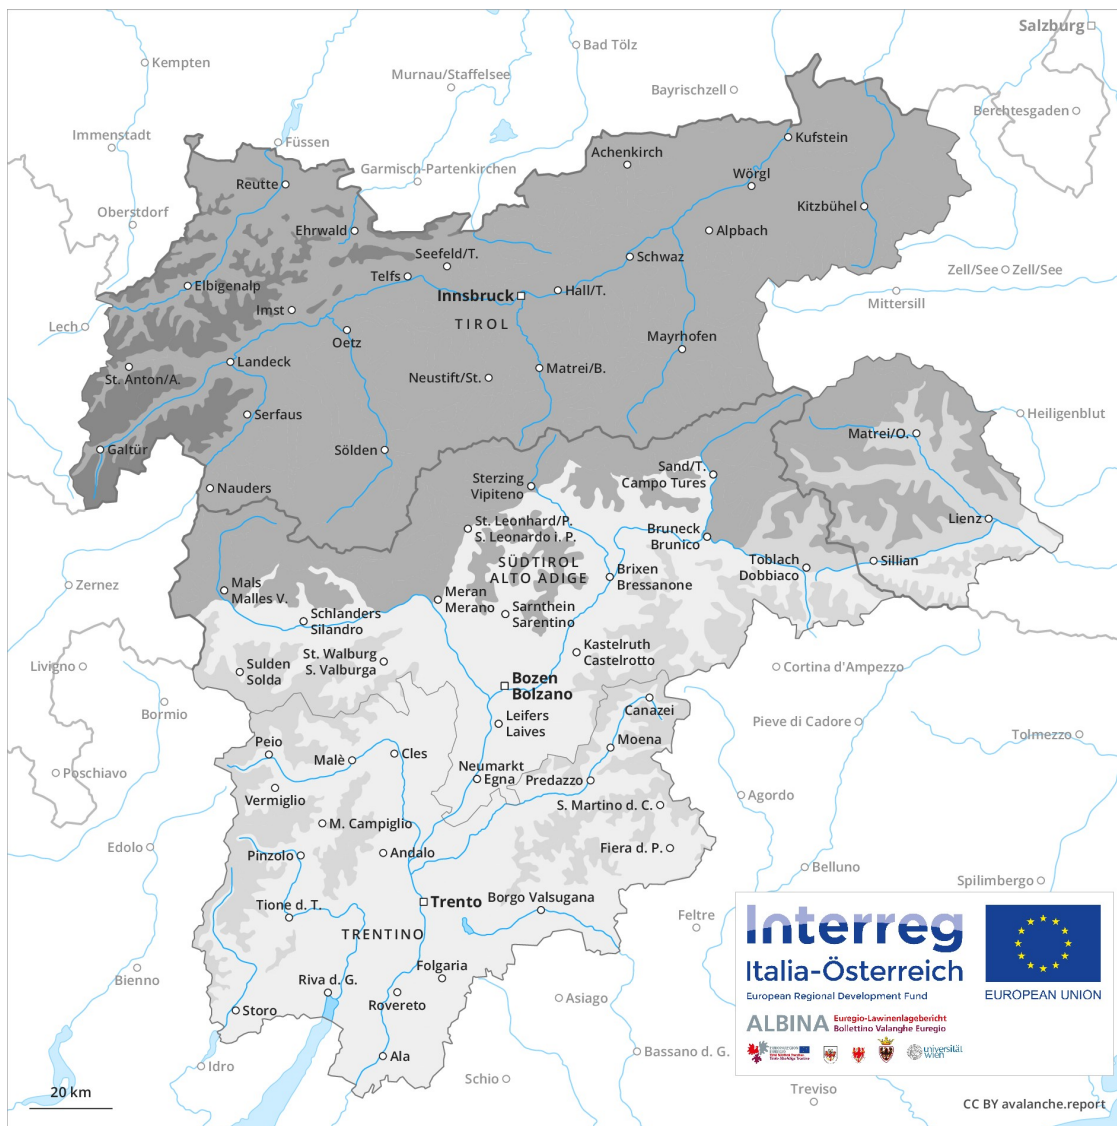 Salzburg
Kempten
Bad Tölz
Murnau/Staffelsee
Bayrischzell
Berchtesgaden
Immenstadt
Füssen
Kufstein
Achenkirch
Garmisch-Partenkirchen
Wörgl
Reutte
Kitzbühel
Oberstdorf
Ehrwald
Alpbach
Seefeld/T.
Schwaz
Telfs
Zell/See
Zell/See
Elbigenalp
Innsbruck
Hall/T.
Mittersill
Imst
TIROL
Lech
Oetz
Mayrhofen
Landeck
Matrei/B.
St. Anton/A.
Neustift/St.
Serfaus
Heiligenblut
Matrei/O.
Galtür
Sölden
Sterzing
Vipiteno
Sand/T.
Campo Tures
Nauders
St. Leonhard/P.
S. Leonardo i. P.
Bruneck
Brunico
Lienz
SÜDTIROL
ALTO ADIGE
Toblach
Dobbiaco
Sillian
Zernez
Mals
Malles V.
Brixen
Bressanone
Meran
Merano
Schlanders
Silandro
Sarnthein
Sarentino
Kastelruth
Castelrotto
St. Walburg
S. Valburga
Livigno
Sulden
Solda
Cortina d'Ampezzo
Bozen
Bolzano
Bormio
Canazei
Leifers
Laives
Pieve di Cadore
Tolmezzo
Peio
Moena
Malè
Cles
Poschiavo
Neumarkt
Egna
Predazzo
Vermiglio
Agordo
S. Martino d. C.
M. Campiglio
Edolo
Pinzolo
Andalo
Fiera d. P.
Belluno
Spilimbergo
Tione d. T.
Trento
Borgo Valsugana
Feltre
TRENTINO
Interreg
Italia-Österreich
European Regional Development Fund
EUROPEAN UNION
Folgaria
Bienno
Riva d. G.
Rovereto
Asiago
Storo
ALBINA
Euregio-Lawinenlagebericht
Bollettino Valanghe Euregio
universität
wien
Ala
Bassano d. G.
Idro
Schio
20 km
Treviso
CC BY avalanche.report